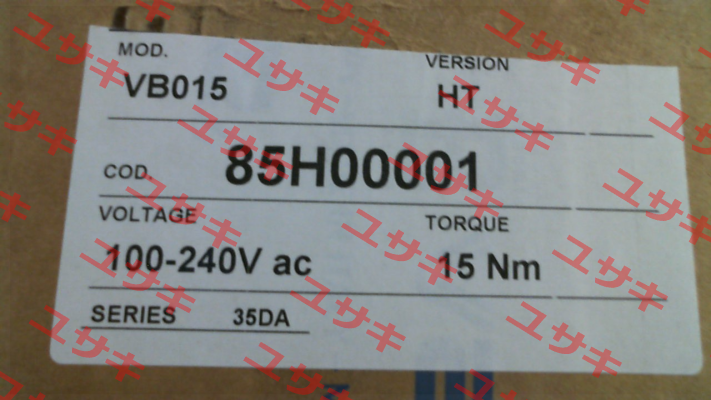 MOD. VERSION
VB015 HT
COD. 85H00001
VOLTAGE TORQUE
100-240V ac 15 Nm
SERIES 35DA
ユサキ